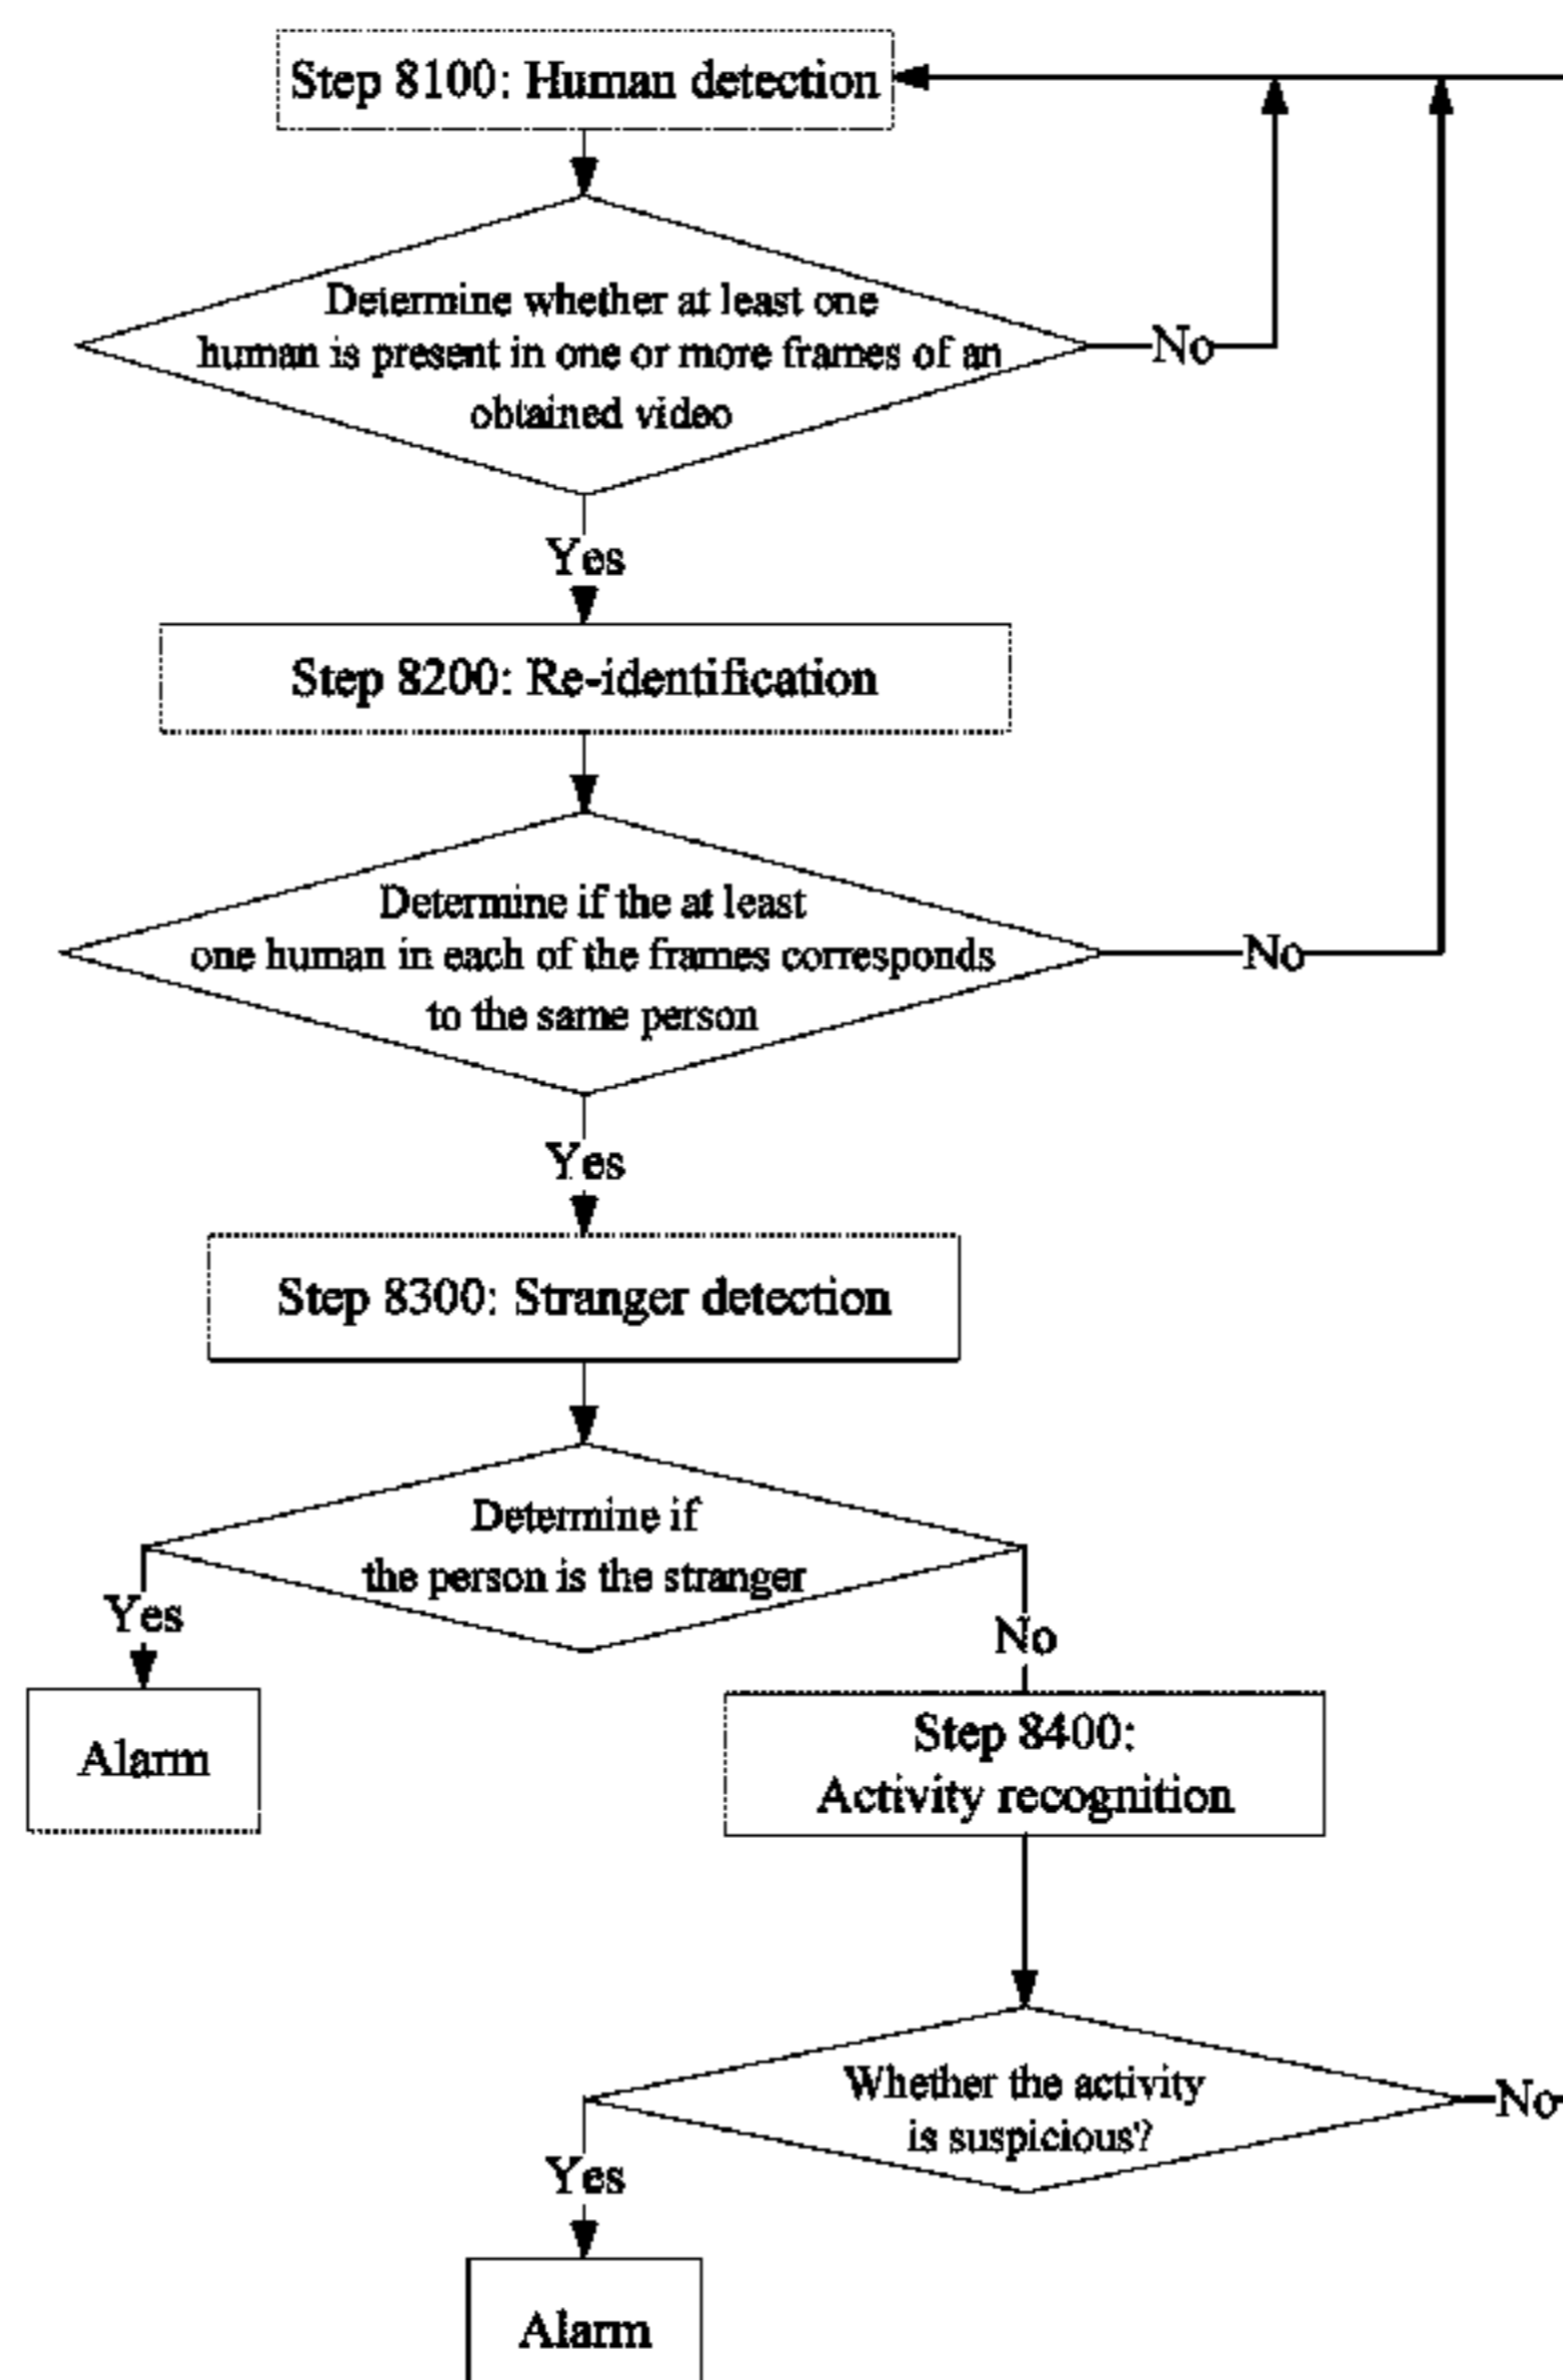 Step 8100: Human detection
Determine whether at least one
human is present in one or more frames of an
obtained video
No
Yes
Step 8200: Re-identification
Determine if the at least
one human in each of the frames corresponds
to the same person
No
Yes
Step 8300: Stranger detection
Determine if
the person is the stranger
Yes
No
Alarm
Step 8400:
Activity recognition
Whether the activity
is suspicious?
No
Yes
Alarm